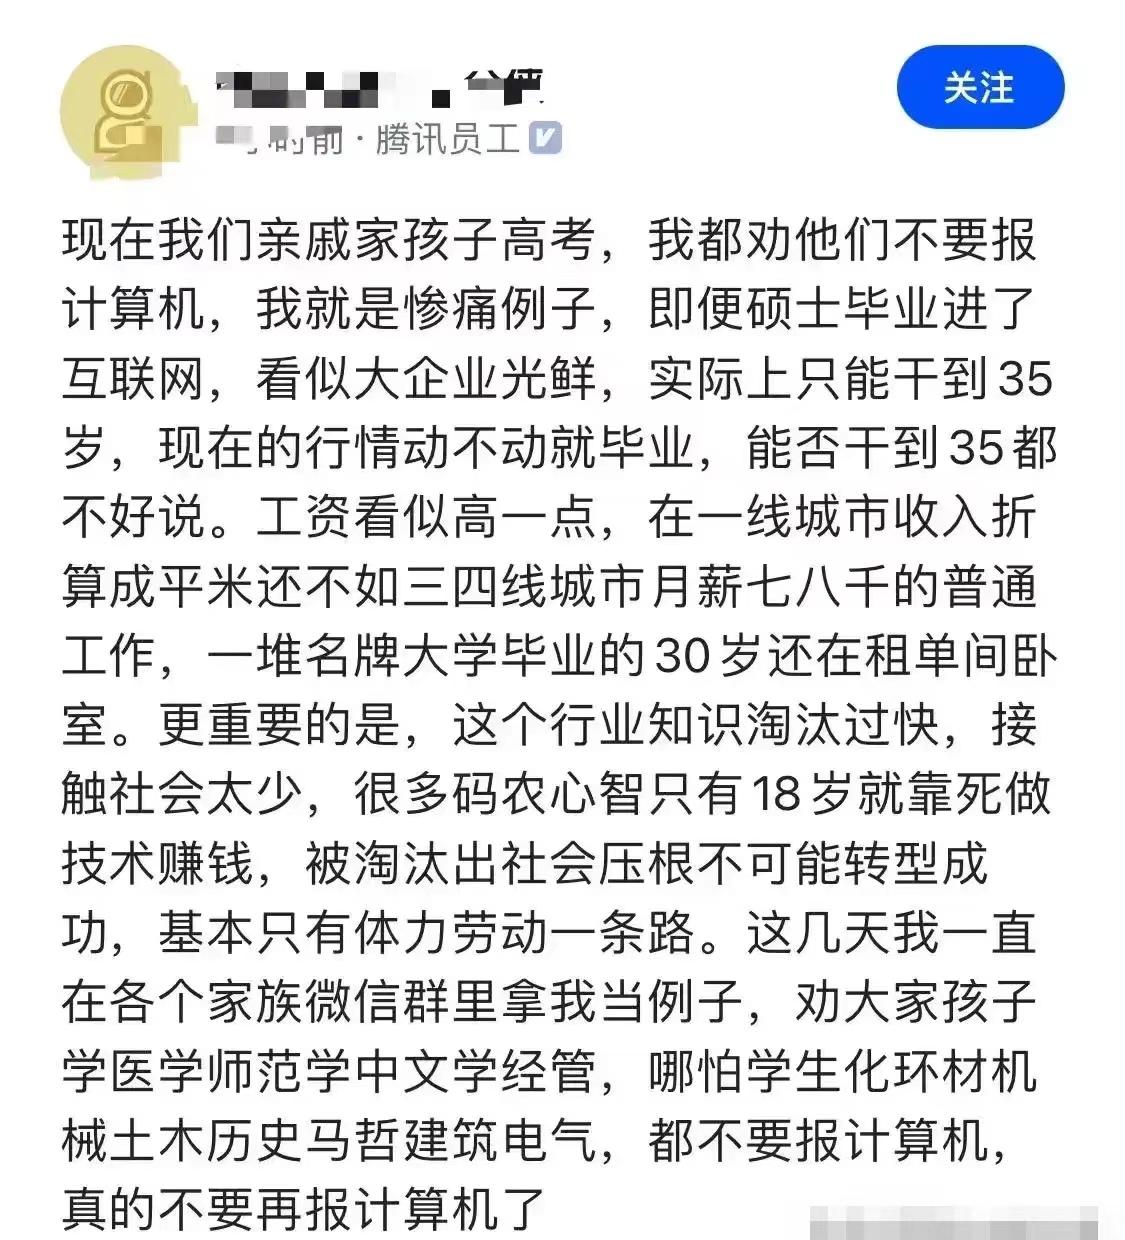 关注
前 · 腾讯员工
现在我们亲戚家孩子高考，我都劝他们不要报
计算机，我就是惨痛例子，即便硕士毕业进了
互联网，看似大企业光鲜，实际上只能干到35
岁，现在的行情动不动就毕业，能否干到35都
不好说。工资看似高一点，在一线城市收入折
算成平米还不如三四线城市月薪七八千的普通
工作，一堆名牌大学毕业的30岁还在租单间卧
室。更重要的是，这个行业知识淘汰过快，接
触社会太少，很多码农心智只有18岁就靠死做
技术赚钱，被淘汰出社会压根不可能转型成
功，基本只有体力劳动一条路。这几天我一直
在各个家族微信群里拿我当例子，劝大家孩子
学医学师范学中文学经管，哪怕学生化环材机
械土木历史马哲建筑电气，都不要报计算机，
真的不要再报计算机了